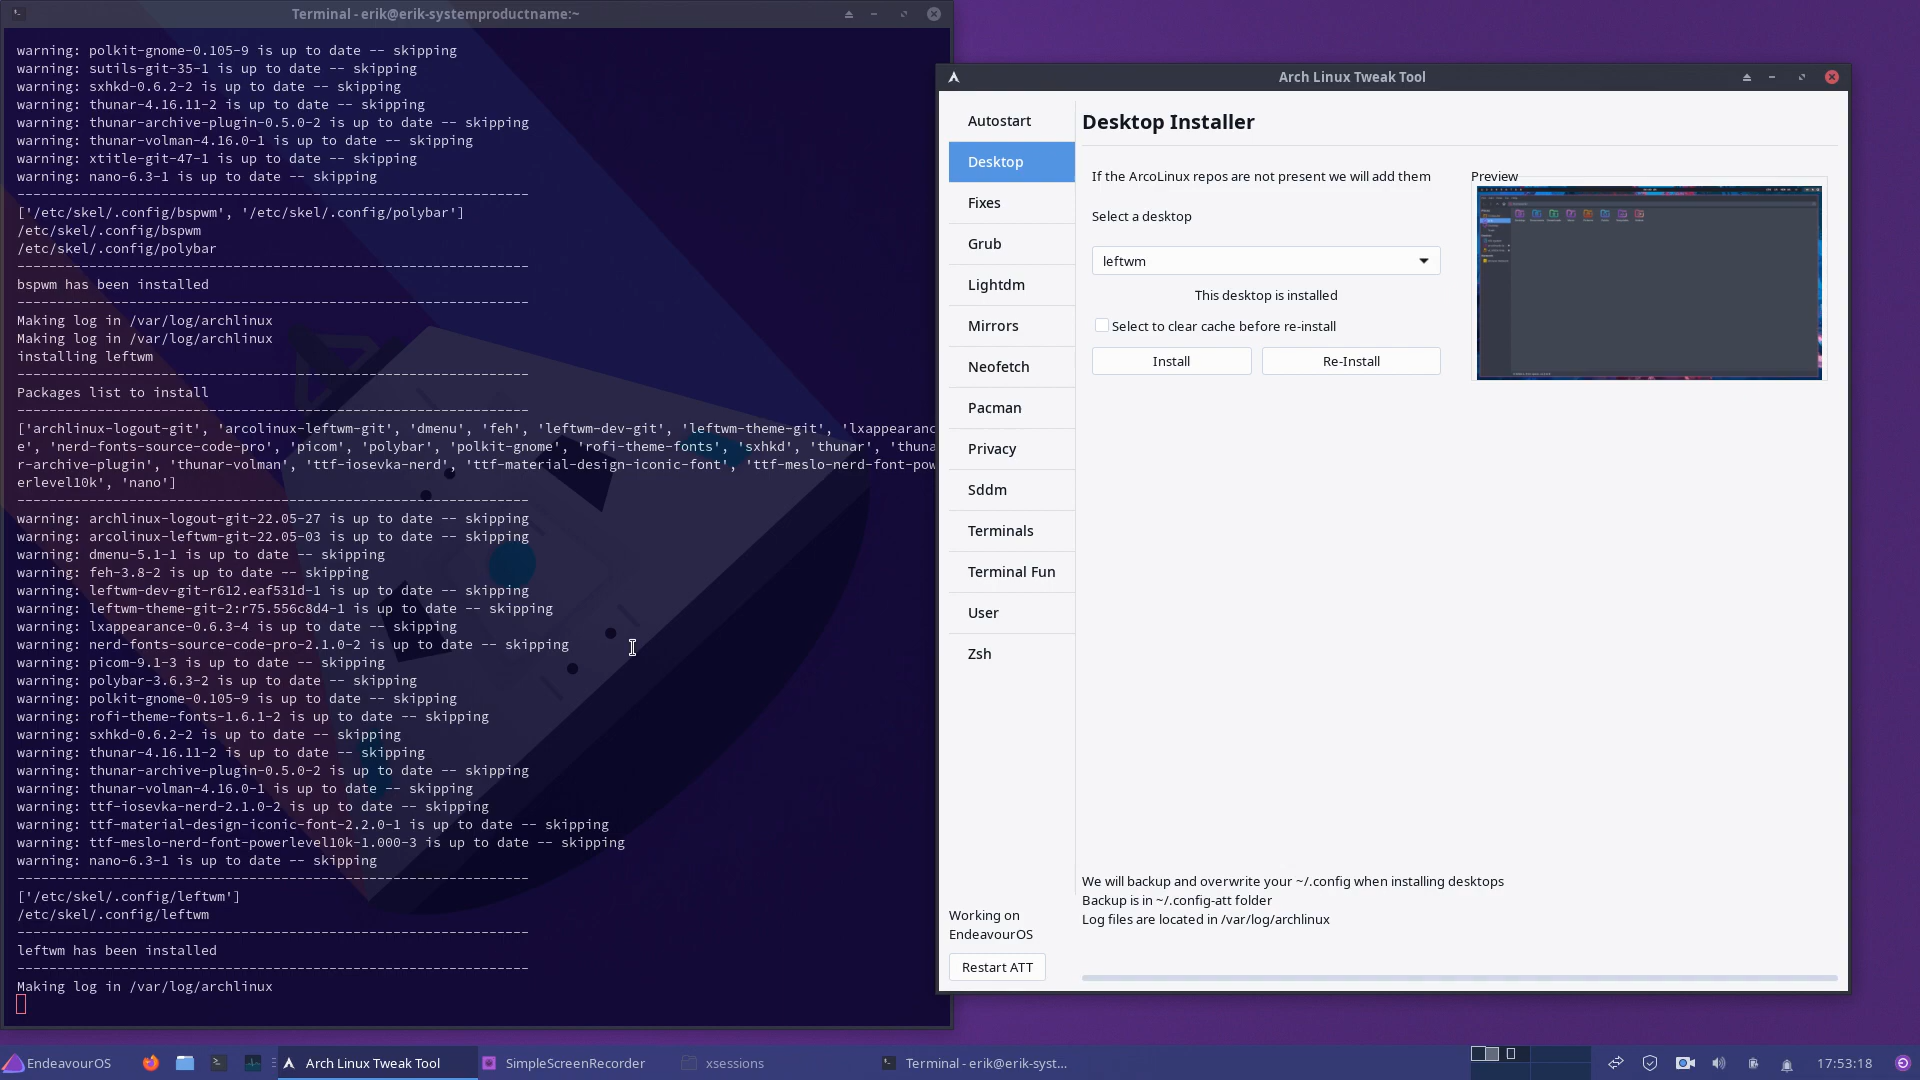 Terminal - erik@erik-systemproductname:~
warning: polkit-gnome-0.105-9 is up to date -- skipping
warning: sutils-git-35-1 is up to date -- skipping
warning: sxhkd-0.6.2-2 is up to date -- skipping
warning: thunar-4.16.11-2 is up to date -- skipping
warning: thunar-archive-plugin-0.5.0-2 is up to date -- skipping
warning: thunar-volman-4.16.0-1 is up to date -- skipping
warning: xtitle-git-47-1 is up to date -- skipping
warning: nano-6.3-1 is up to date -- skipping
----------------------------------------------------------------
['/etc/skel/.config/bspwm', '/etc/skel/.config/polybar']
/etc/skel/.config/bspwm
/etc/skel/.config/polybar
----------------------------------------------------------------
bspwm has been installed
----------------------------------------------------------------
Making log in /var/log/archlinux
Making log in /var/log/archlinux
installing leftwm
----------------------------------------------------------------
Packages list to install
----------------------------------------------------------------
['archlinux-logout-git', 'arcolinux-leftwm-git', 'dmenu', 'feh', 'leftwm-dev-git', 'leftwm-theme-git', 'lxappearanc
e', 'nerd-fonts-source-code-pro', 'picom', 'polybar', 'polkit-gnome', 'rofi-theme-fonts', 'sxhkd', 'thunar', 'thuna
r-archive-plugin', 'thunar-volman', 'ttf-iosevka-nerd', 'ttf-material-design-iconic-font', 'ttf-meslo-nerd-font-pow
erlevel10k', 'nano']
----------------------------------------------------------------
warning: archlinux-logout-git-22.05-27 is up to date -- skipping
warning: arcolinux-leftwm-git-22.05-03 is up to date -- skipping
warning: dmenu-5.1-1 is up to date -- skipping
warning: feh-3.8-2 is up to date -- skipping
warning: leftwm-dev-git-r612.eaf531d-1 is up to date -- skipping
warning: leftwm-theme-git-2:r75.556c8d4-1 is up to date -- skipping
warning: lxappearance-0.6.3-4 is up to date -- skipping
warning: nerd-fonts-source-code-pro-2.1.0-2 is up to date -- skipping
warning: picom-9.1-3 is up to date -- skipping
warning: polybar-3.6.3-2 is up to date -- skipping
warning: polkit-gnome-0.105-9 is up to date -- skipping
warning: rofi-theme-fonts-1.6.1-2 is up to date -- skipping
warning: sxhkd-0.6.2-2 is up to date -- skipping
warning: thunar-4.16.11-2 is up to date -- skipping
warning: thunar-archive-plugin-0.5.0-2 is up to date -- skipping
warning: thunar-volman-4.16.0-1 is up to date -- skipping
warning: ttf-iosevka-nerd-2.1.0-2 is up to date -- skipping
warning: ttf-material-design-iconic-font-2.2.0-1 is up to date -- skipping
warning: ttf-meslo-nerd-font-powerlevel10k-1.000-3 is up to date -- skipping
warning: nano-6.3-1 is up to date -- skipping
----------------------------------------------------------------
['/etc/skel/.config/leftwm']
/etc/skel/.config/leftwm
----------------------------------------------------------------
leftwm has been installed
----------------------------------------------------------------
Making log in /var/log/archlinux
Arch Linux Tweak Tool
Autostart
Desktop
Fixes
Grub
Lightdm
Mirrors
Neofetch
Pacman
Privacy
Sddm
Terminals
Terminal Fun
User
Zsh
Working on
EndeavourOS
Restart ATT
Desktop Installer
If the ArcoLinux repos are not present we will add them
Select a desktop
leftwm
This desktop is installed
Select to clear cache before re-install
Install
Re-Install
Preview
We will backup and overwrite your ~/.config when installing desktops
Backup is in ~/.config-att folder
Log files are located in /var/log/archlinux
EndeavourOS
Arch Linux Tweak Tool
SimpleScreenRecorder
xsessions
Terminal - erik@erik-syst...
17:53:18